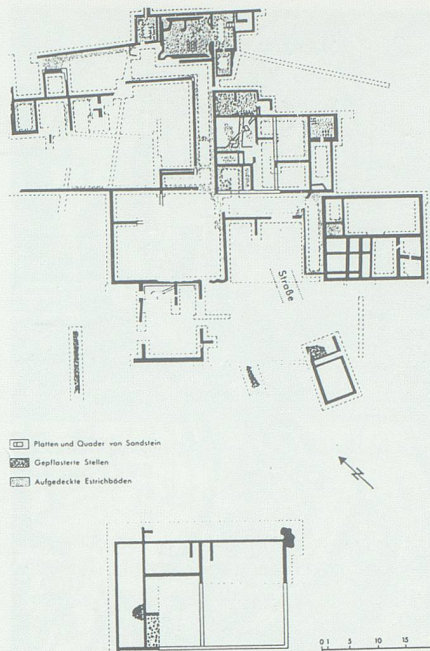 Straße
Platten und Quader von Sandstein
Gepflasterte Stellen
Aufgedeckte Estrichböden
N
0 1 5 10 15